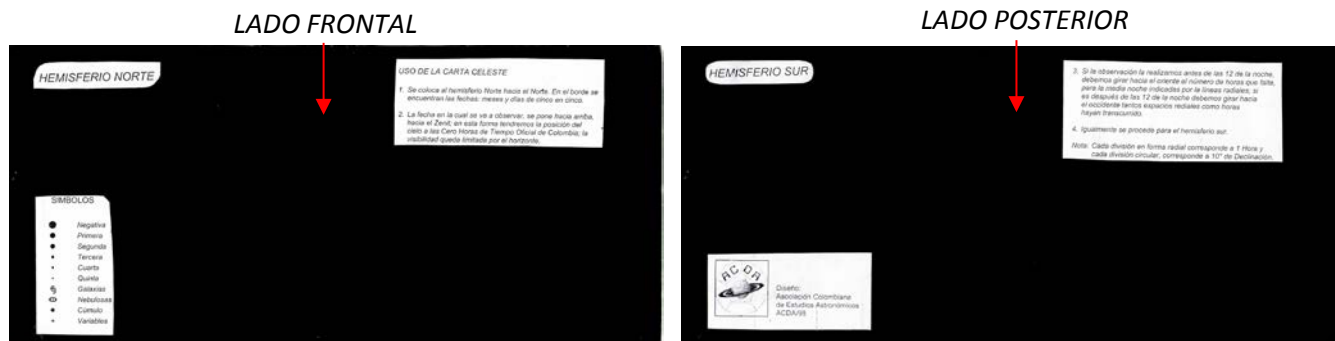 LADO FRONTAL
LADO POSTERIOR
HEMISFERIO NORTE
USO DE LA CARTA CELESTE
1. Se coloca el hemisferio Norte hacia el Norte. En el borde se
encuentran las fechas: meses y días de cinco en cinco.
2. La fecha en la cual se va a observar, se pone hacia arriba,
hacia el Zenit; en esta forma tendremos la posición del
cielo a las Cero Horas de Tiempo Oficial de Colombia; la
visibilidad queda limitada por el horizonte.
SIMBOLOS
Negativa
Primera
Segunda
Tercera
Cuarta
Quinta
Galaxias
Nebulosas
Cúmulo
Variables
HEMISFERIO SUR
3. Si la observación la realizamos antes de las 12 de la noche,
debemos girar hacia el oriente el número de horas que falte,
para la media noche indicadas por la líneas radiales; si
es después de las 12 de la noche debemos girar hacia
el occidente tantos espacios radiales como horas
hayan transcurrido.
4. Igualmente se procede para el hemisferio sur.
Nota: Cada división en forma radial corresponde a 1 Hora y
cada división circular, corresponde a 10° de Declinación.
ACDA
Diseño:
Asociación Colombiana
de Estudios Astronómicos
ACDA/98